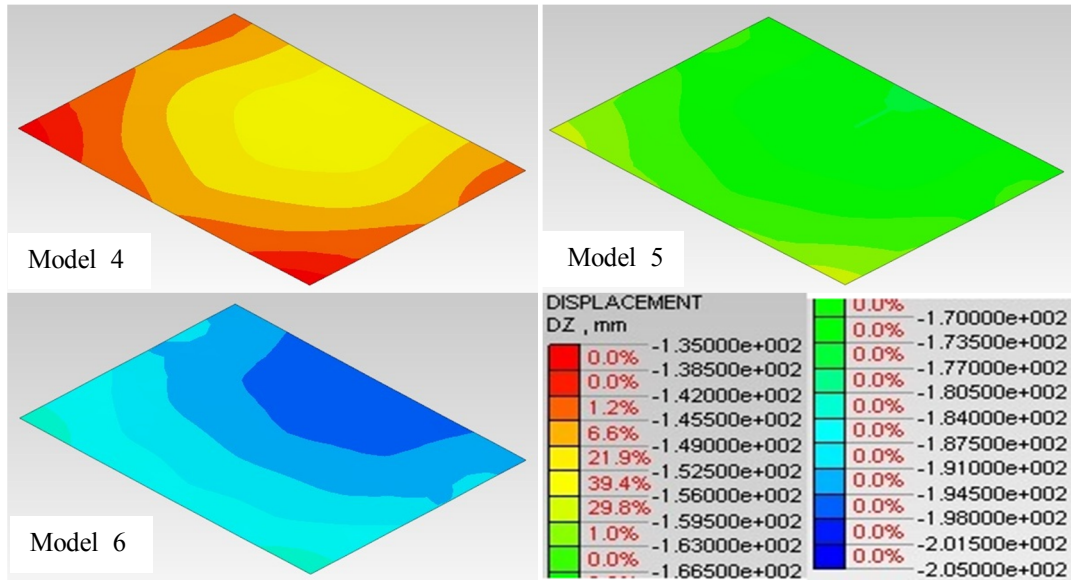 Model 4
Model 5
Model 6
DISPLACEMENT
DZ , mm
-1.35000e+002
0.0%
-1.38500e+002
0.0%
-1.42000e+002
1.2%
-1.45500e+002
6.6%
-1.49000e+002
21.9%
-1.52500e+002
39.4%
-1.56000e+002
29.8%
-1.59500e+002
1.0%
-1.63000e+002
0.0%
-1.66500e+002
0.0%
-1.70000e+002
0.0%
-1.73500e+002
0.0%
-1.77000e+002
0.0%
-1.80500e+002
0.0%
-1.84000e+002
0.0%
-1.87500e+002
0.0%
-1.91000e+002
0.0%
-1.94500e+002
0.0%
-1.98000e+002
0.0%
-2.01500e+002
0.0%
-2.05000e+002